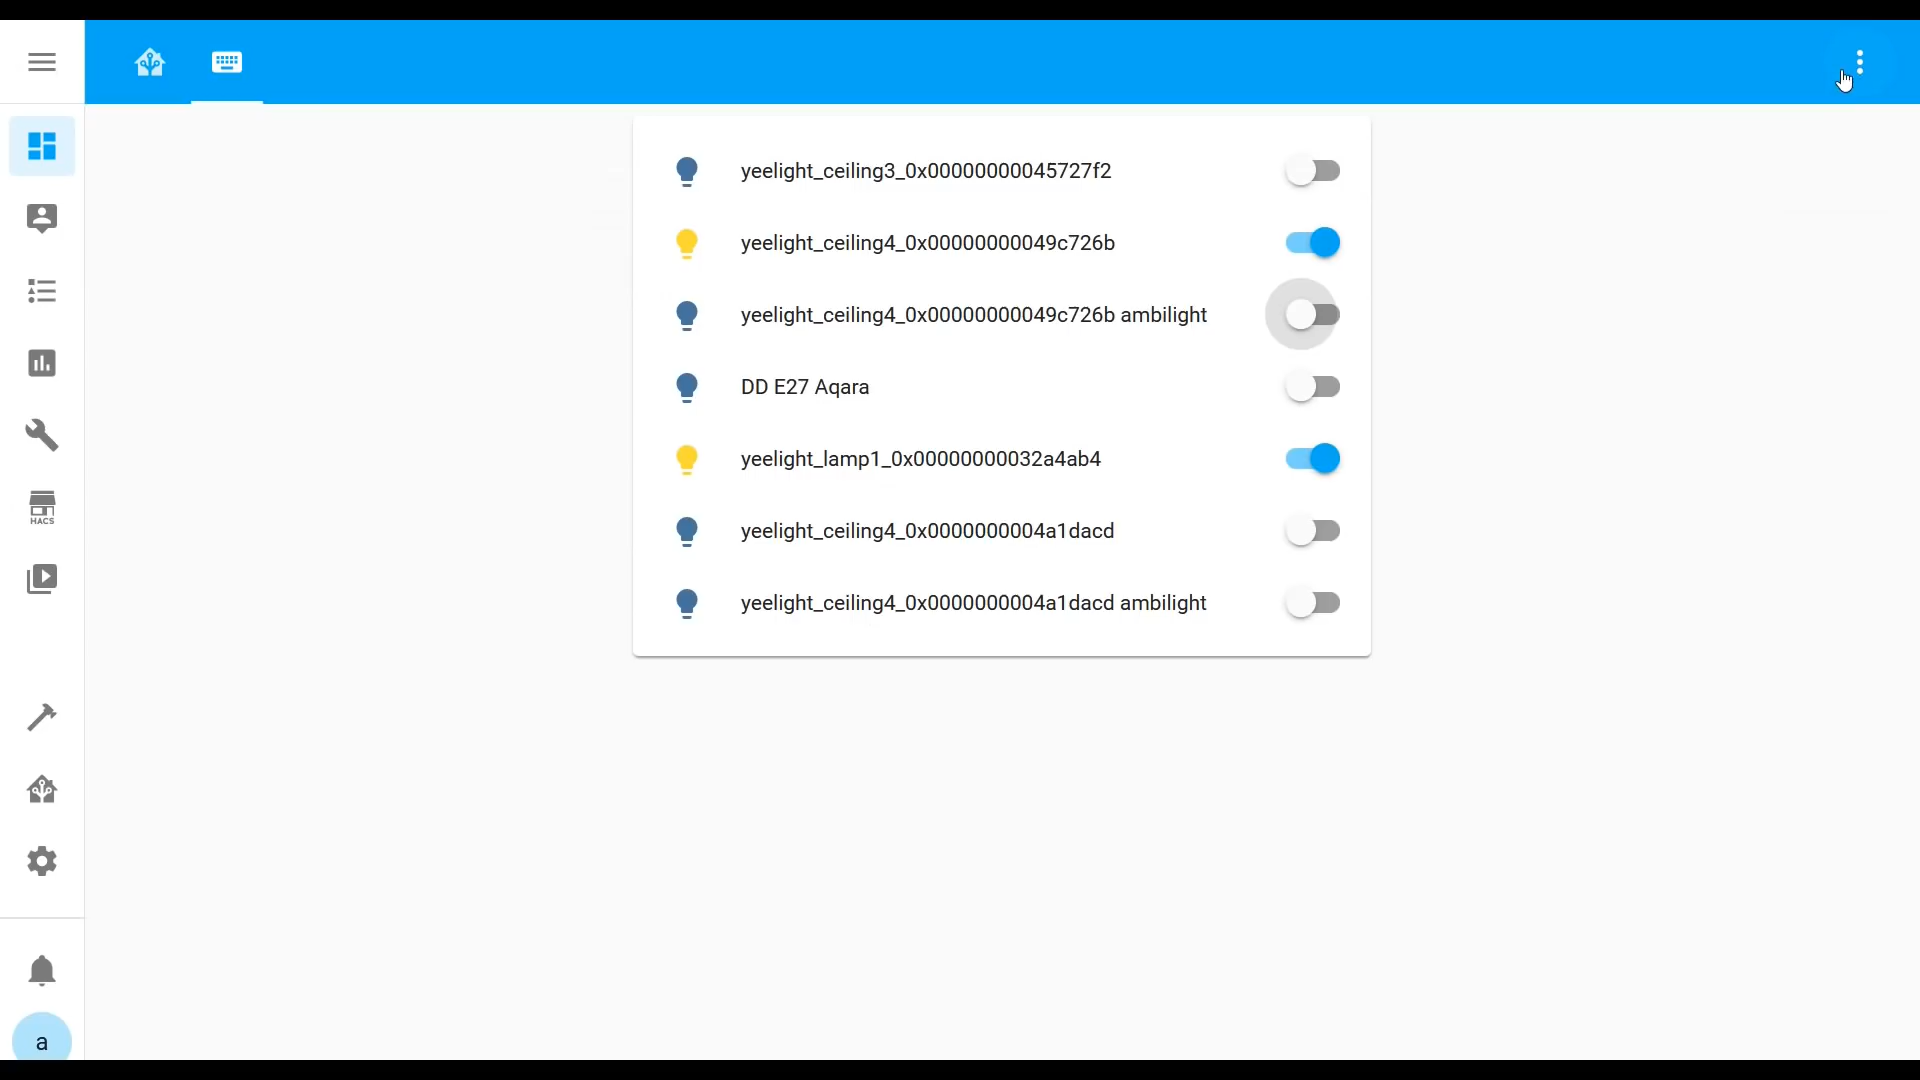 yeelight_ceiling3_0x00000000045727f2
yeelight_ceiling4_0x00000000049c726b
yeelight_ceiling4_0x00000000049c726b ambilight
DD E27 Aqara
yeelight_lamp1_0x00000000032a4ab4
yeelight_ceiling4_0x0000000004a1dacd
yeelight_ceiling4_0x0000000004a1dacd ambilight
HACS
a